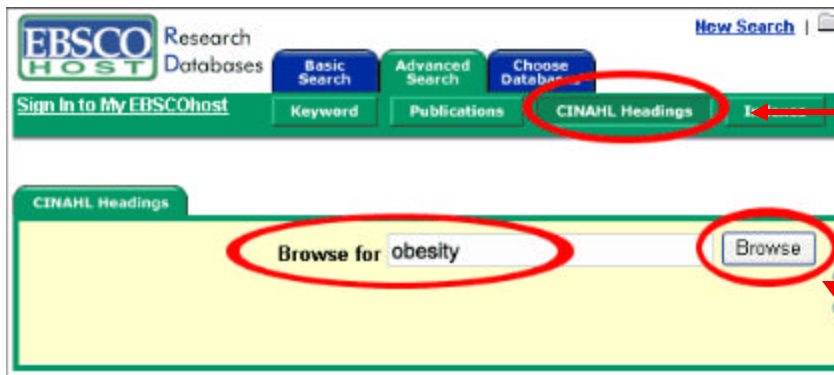 EBSCO Research
HOST Databases
New Search |
Basic Search
Advanced Search
Choose Databases
Sign In to My EBSCOhost
Keyword
Publications
CINAHL Headings
Indexes
CINAHL Headings
Browse for obesity
Browse